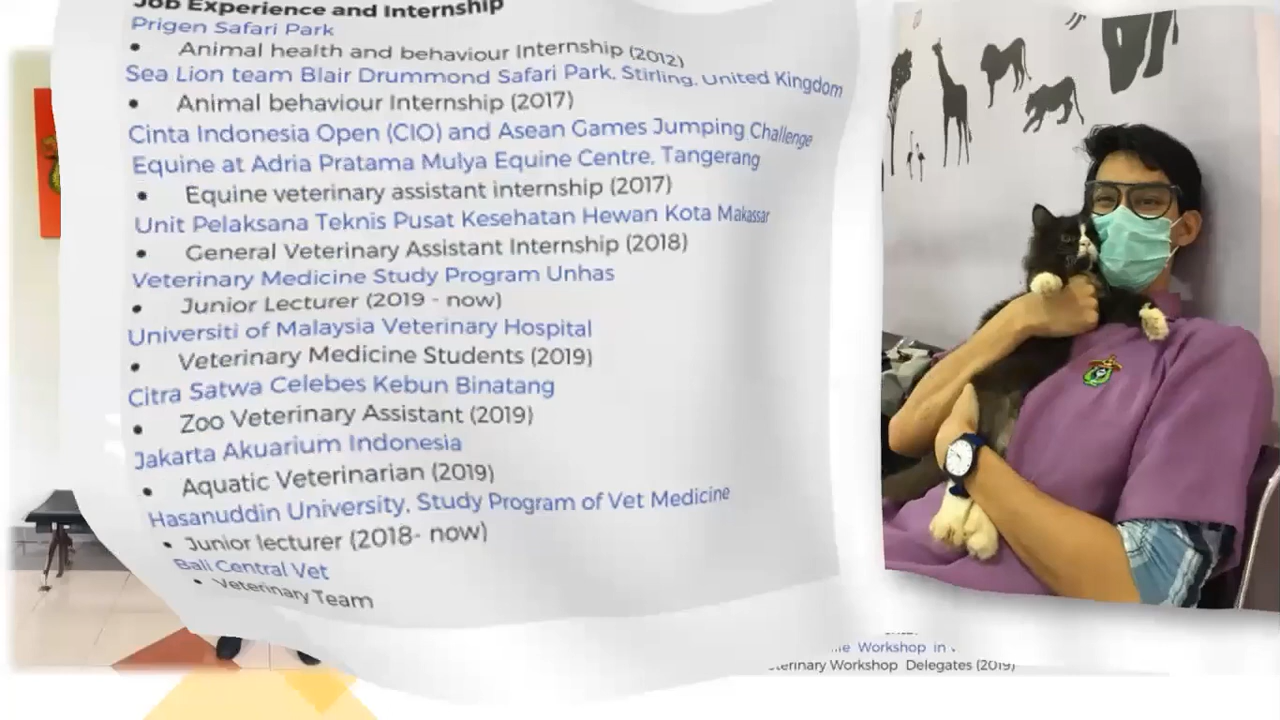 Job Experience and Internship
Prigen Safari Park
• Animal health and behaviour Internship (2012)
Sea Lion team Blair Drummond Safari Park, Stirling, United Kingdom
• Animal behaviour Internship (2017)
Cinta Indonesia Open (CIO) and Asean Games Jumping Challenge
Equine at Adria Pratama Mulya Equine Centre, Tangerang
• Equine veterinary assistant internship (2017)
Unit Pelaksana Teknis Pusat Kesehatan Hewan Kota Makassar
• General Veterinary Assistant Internship (2018)
Veterinary Medicine Study Program Unhas
• Junior Lecturer (2019 - now)
Universiti of Malaysia Veterinary Hospital
• Veterinary Medicine Students (2019)
Citra Satwa Celebes Kebun Binatang
• Zoo Veterinary Assistant (2019)
Jakarta Akuarium Indonesia
• Aquatic Veterinarian (2019)
Hasanuddin University, Study Program of Vet Medicine
• Junior lecturer (2018- now)
Bali Central Vet
• Veterinary Team
Workshop in
Workshop Delegates (2019)